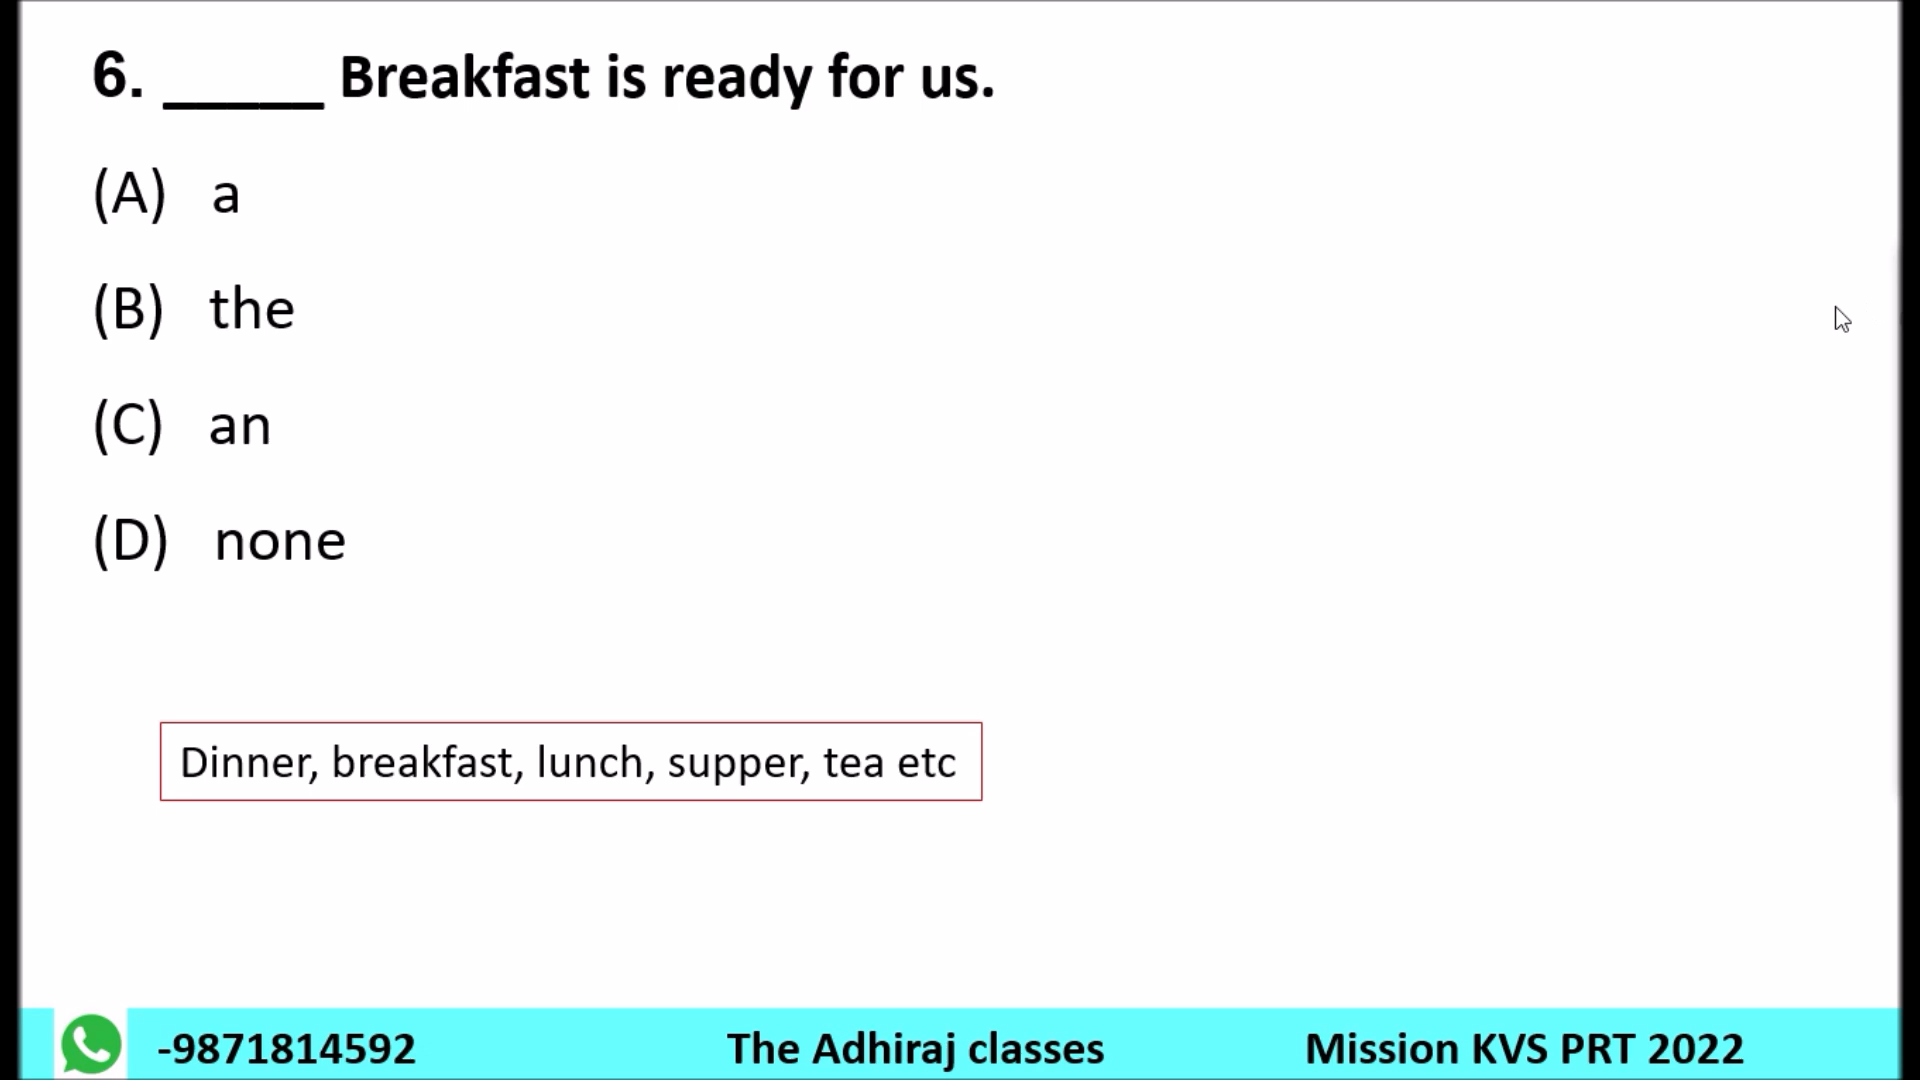 6. _____ Breakfast is ready for us.
(A) a
(B) the
(C) an
(D) none
Dinner, breakfast, lunch, supper, tea etc
-9871814592 The Adhiraj classes Mission KVS PRT 2022